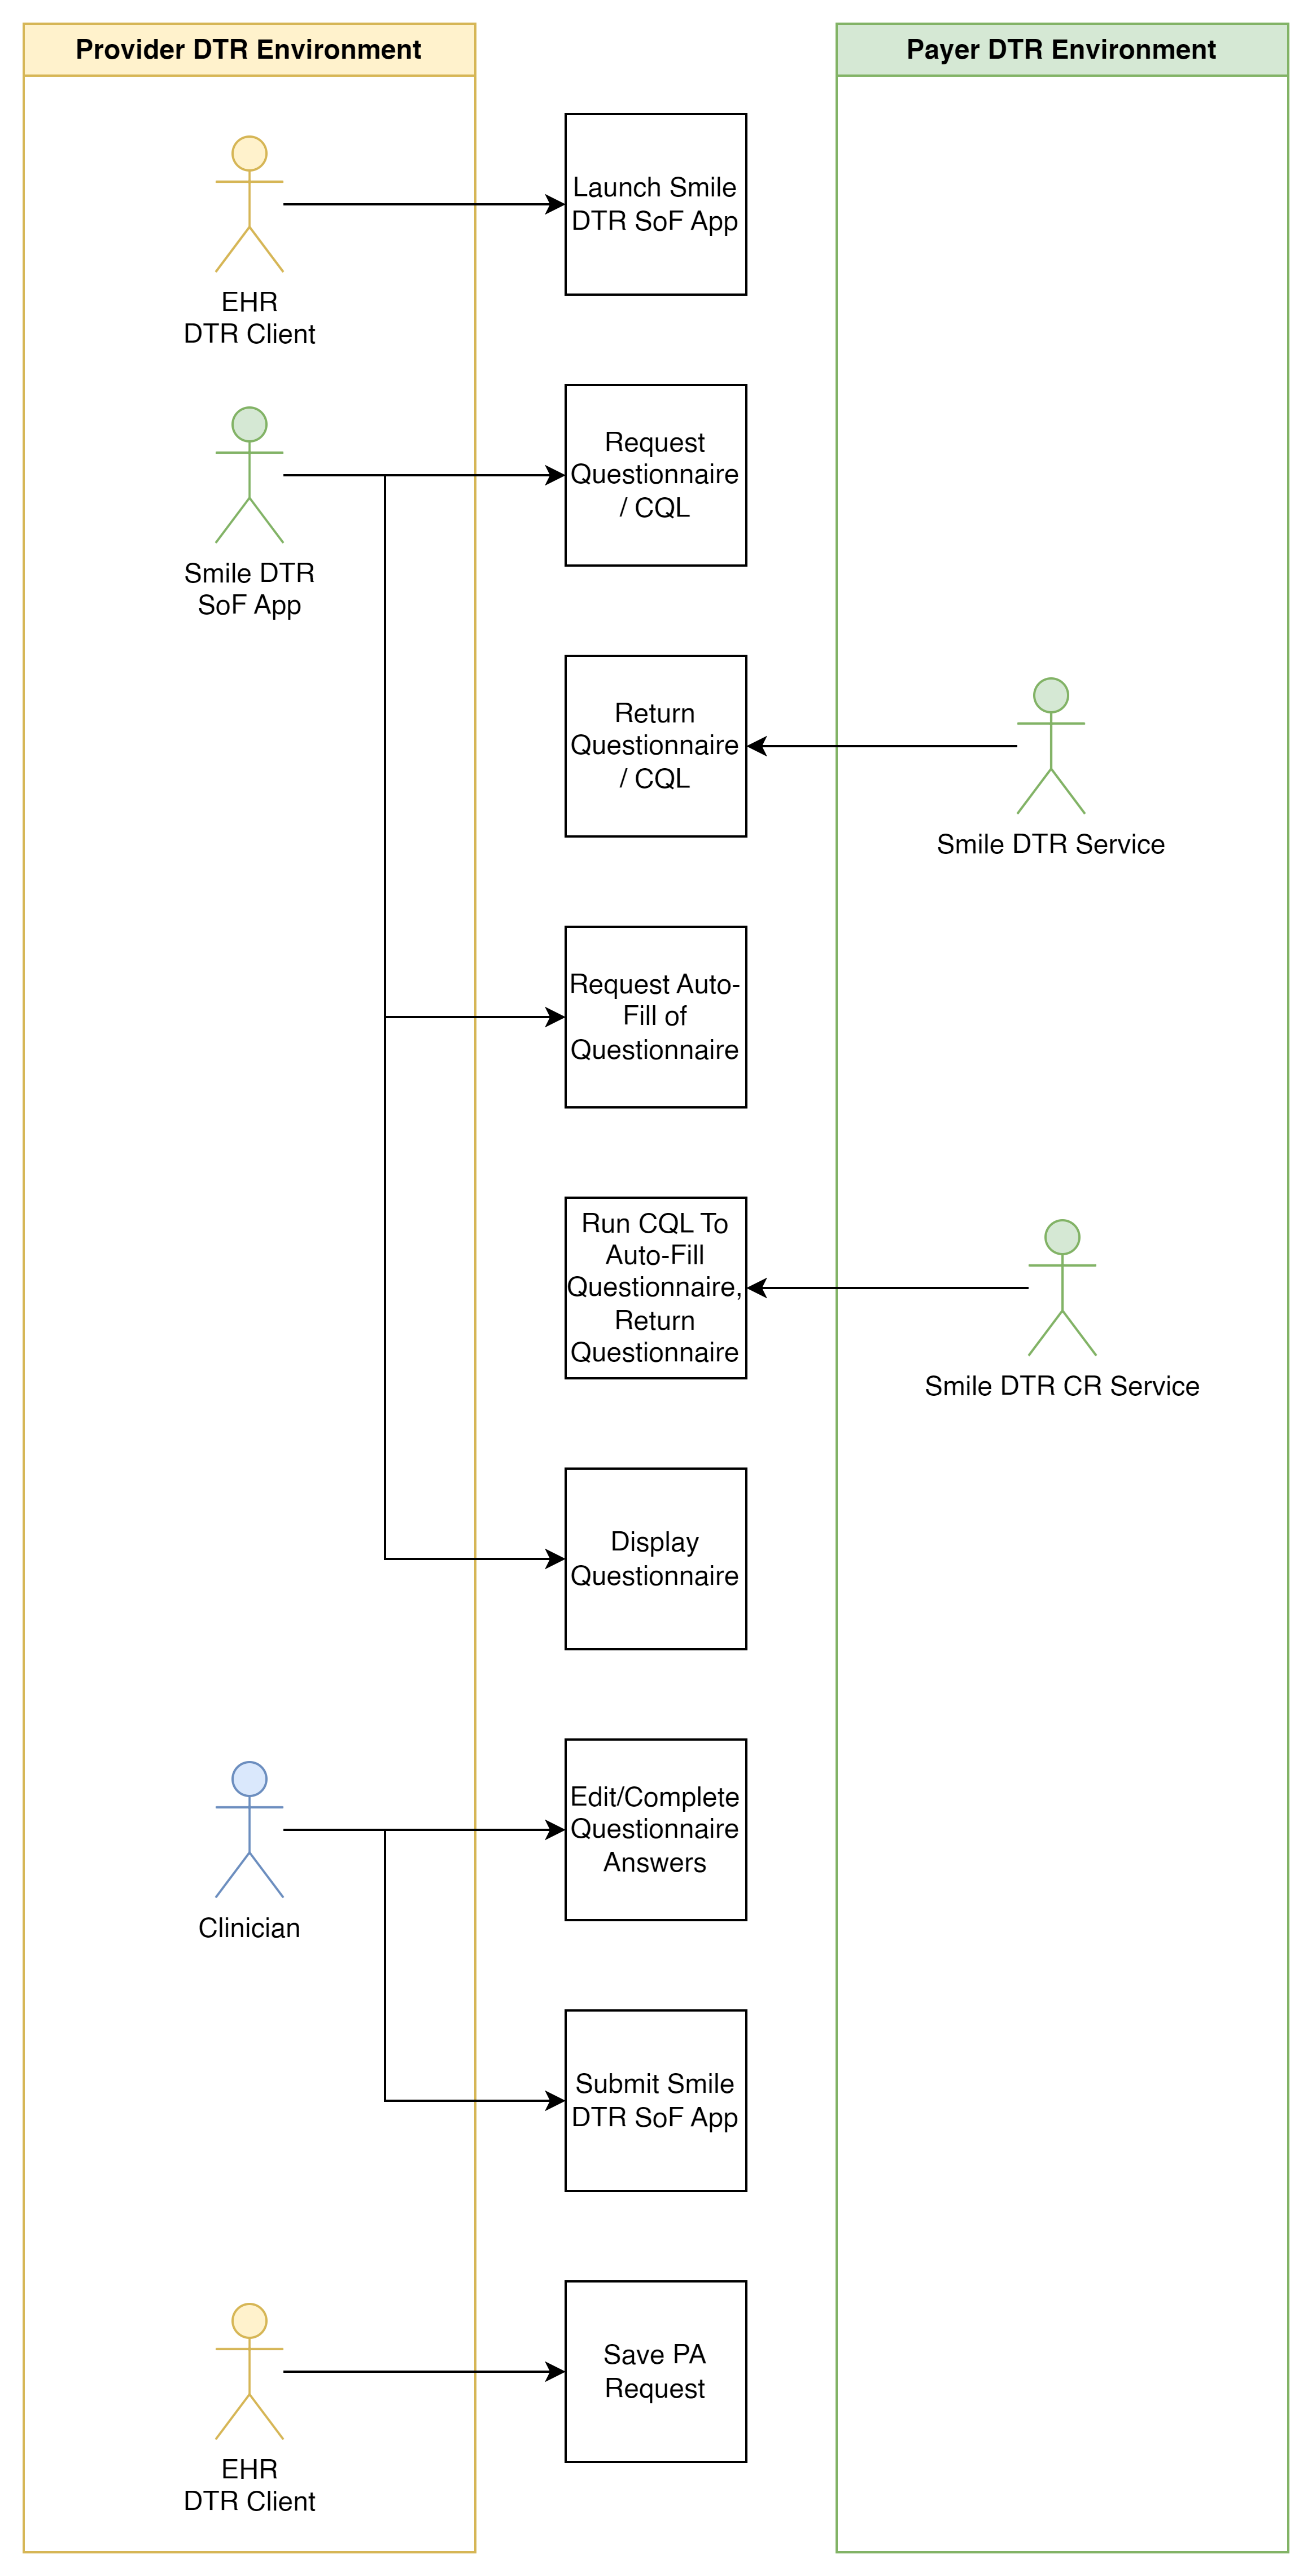 Provider DTR Environment
Payer DTR Environment
Launch Smile
DTR SoF App
EHR
DTR Client
Request
Questionnaire
/ CQL
Smile DTR
SoF App
Return
Questionnaire
/ CQL
Smile DTR Service
Request Auto-
Fill of
Questionnaire
Run CQL To
Auto-Fill
Questionnaire,
Return
Questionnaire
Smile DTR CR Service
Display
Questionnaire
Edit/Complete
Questionnaire
Answers
Clinician
Submit Smile
DTR SoF App
Save PA
Request
EHR
DTR Client